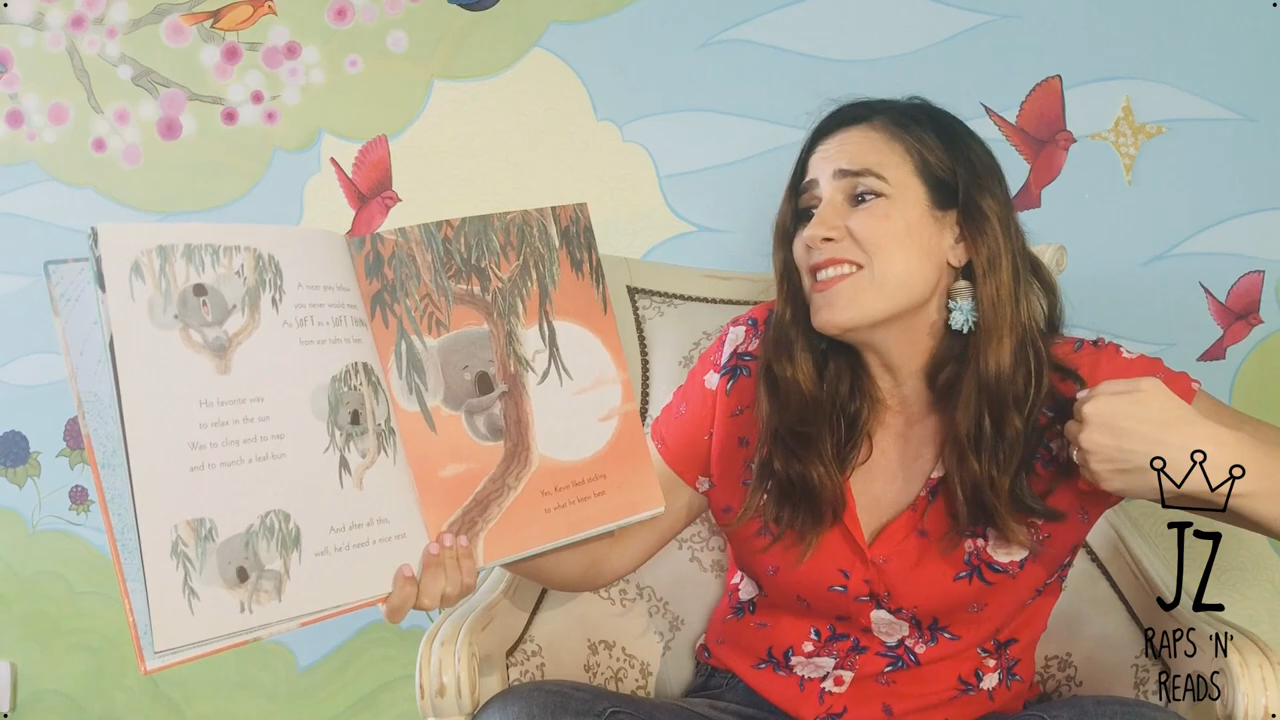 A nicer grey fellow
you never would meet,
As SOFT as a SOFT THING
from ear tufts to feet.
His favorite way
to relax in the sun
Was to cling and to nap
and to munch a leaf-bun.
And after all this,
well, he'd need a nice rest.
Yes, Kevin liked sticking
to what he knew best.
JZ
RAPS 'N'
READS